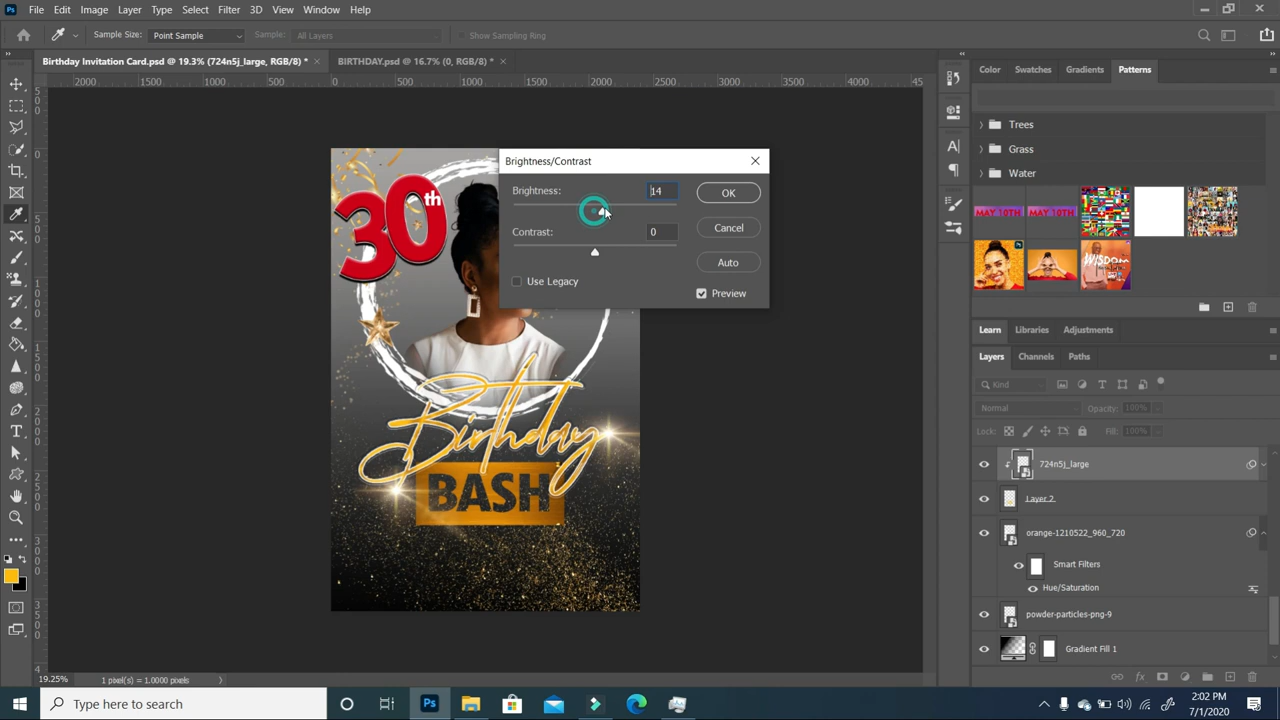 Ps File Edit Image Layer Type Select Filter 3D View Window Help
Sample Size: Point Sample Sample: All Layers Show Sampling Ring
Birthday Invitation Card.psd @ 19.3% (724n5j_large, RGB/8) * × BIRTHDAY.psd @ 16.7% (0, RGB/8) * ×
2000 1500 1000 500 0 500 1000 1500 2000 2500 3000 3500 4000 45
Color Swatches Gradients Patterns
Trees
Grass
Water
MAY 10TH MAY 10TH
WISDOM
Brightness/Contrast
Brightness: 14
OK
Contrast: 0
Cancel
Auto
Use Legacy
Preview
30th
Birthday
BASH
Learn Libraries Adjustments
Layers Channels Paths
Kind
Normal Opacity: 100%
Lock: Fill: 100%
724n5j_large
Layer 2
orange-1210522_960_720
Smart Filters
Hue/Saturation
powder-particles-png-9
Gradient Fill 1
19.25% 1 pixel(s) = 1.0000 pixels
Type here to search
Ps
2:02 PM
7/1/2020